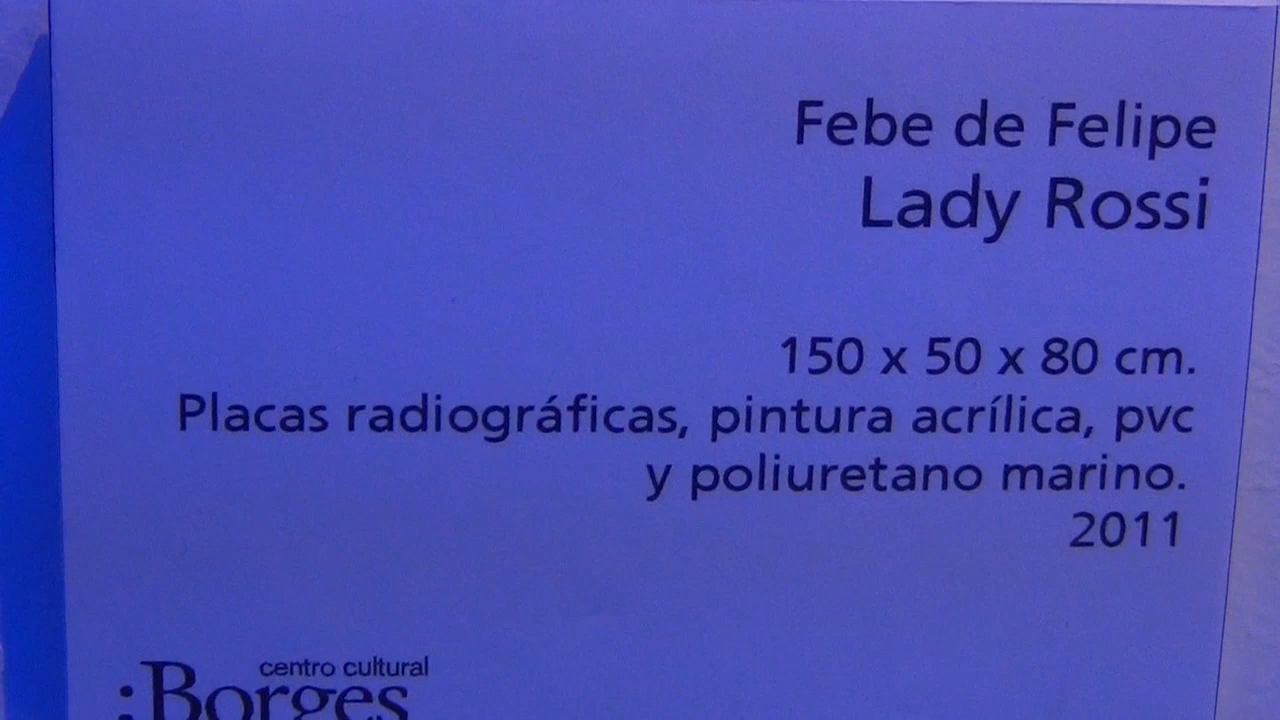 Febe de Felipe
Lady Rossi
150 x 50 x 80 cm.
Placas radiográficas, pintura acrílica, pvc
y poliuretano marino.
2011
centro cultural
:Borges